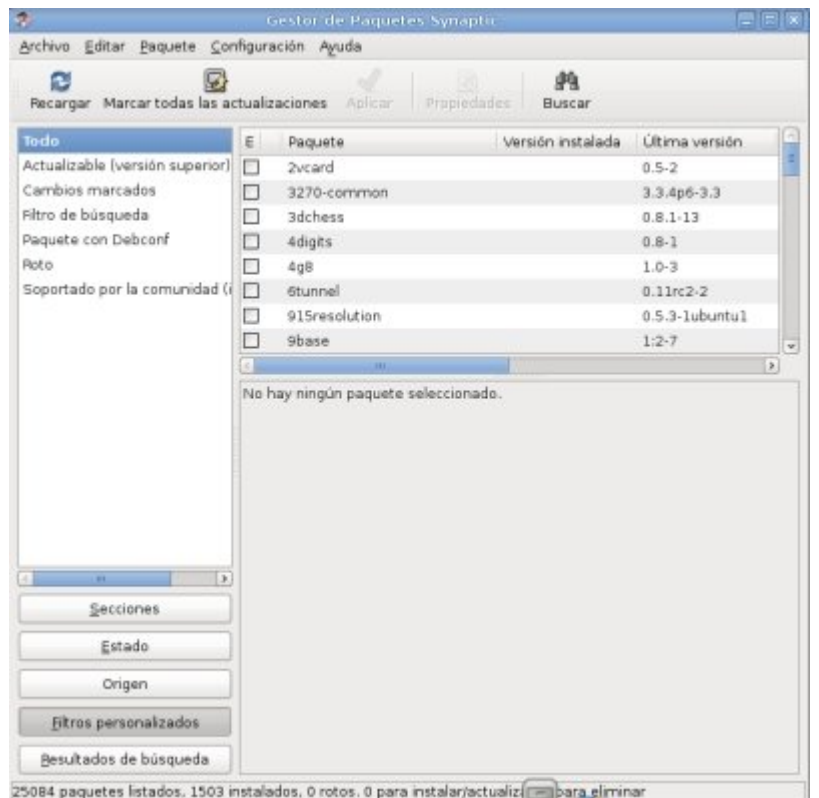 Gestor de Paquetes Synaptic
Archivo Editar Paquete Configuración Ayuda
Recargar Marcar todas las actualizaciones Aplicar Propiedades Buscar
Todo
Actualizable (versión superior)
Cambios marcados
Filtro de búsqueda
Paquete con Debconf
Roto
Soportado por la comunidad (i
E Paquete Versión instalada Última versión
2vcard 0.5-2
3270-common 3.3.4p6-3.3
3dchess 0.8.1-13
4digits 0.8-1
4g8 1.0-3
6tunnel 0.11rc2-2
915resolution 0.5.3-1ubuntu1
9base 1:2-7
No hay ningún paquete seleccionado.
Secciones
Estado
Origen
Filtros personalizados
Resultados de búsqueda
25084 paquetes listados, 1503 instalados, 0 rotos. 0 para instalar/actualiz para eliminar